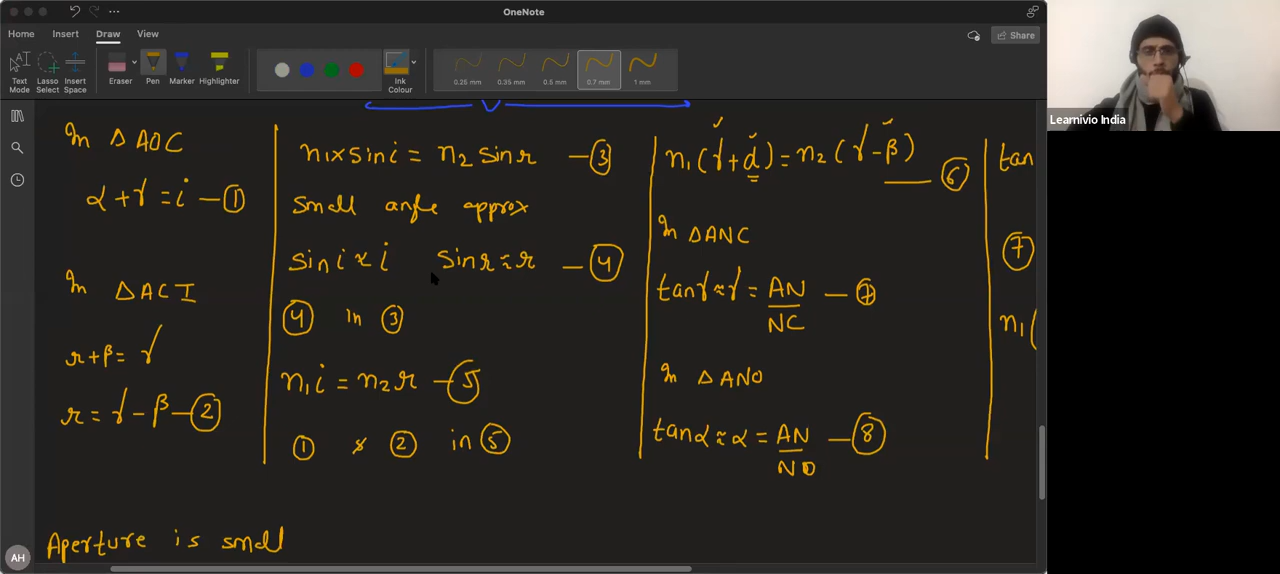 OneNote
Home Insert Draw View
Share
Text Mode
Lasso Select
Insert Space
Eraser
Pen
Marker
Highlighter
Ink Colour
0.25 mm
0.35 mm
0.5 mm
0.7 mm
1 mm
Learnivio India
In △AOC
α + γ = i — ①
In △ACI
r + β = γ
r = γ - β — ②
n1 x sin i = n2 sin r — ③
small angle approx
sin i ≈ i sin r ≈ r — ④
④ in ③
n1 i = n2 r — ⑤
① & ② in ⑤
n1 (γ + α) = n2 (γ - β)
— ⑥
In △ANC
tan γ ≈ γ = AN — ⑦
NC
In △ANO
tan α ≈ α = AN — ⑧
NO
tan
⑦
n1 (
Aperture is small
AH